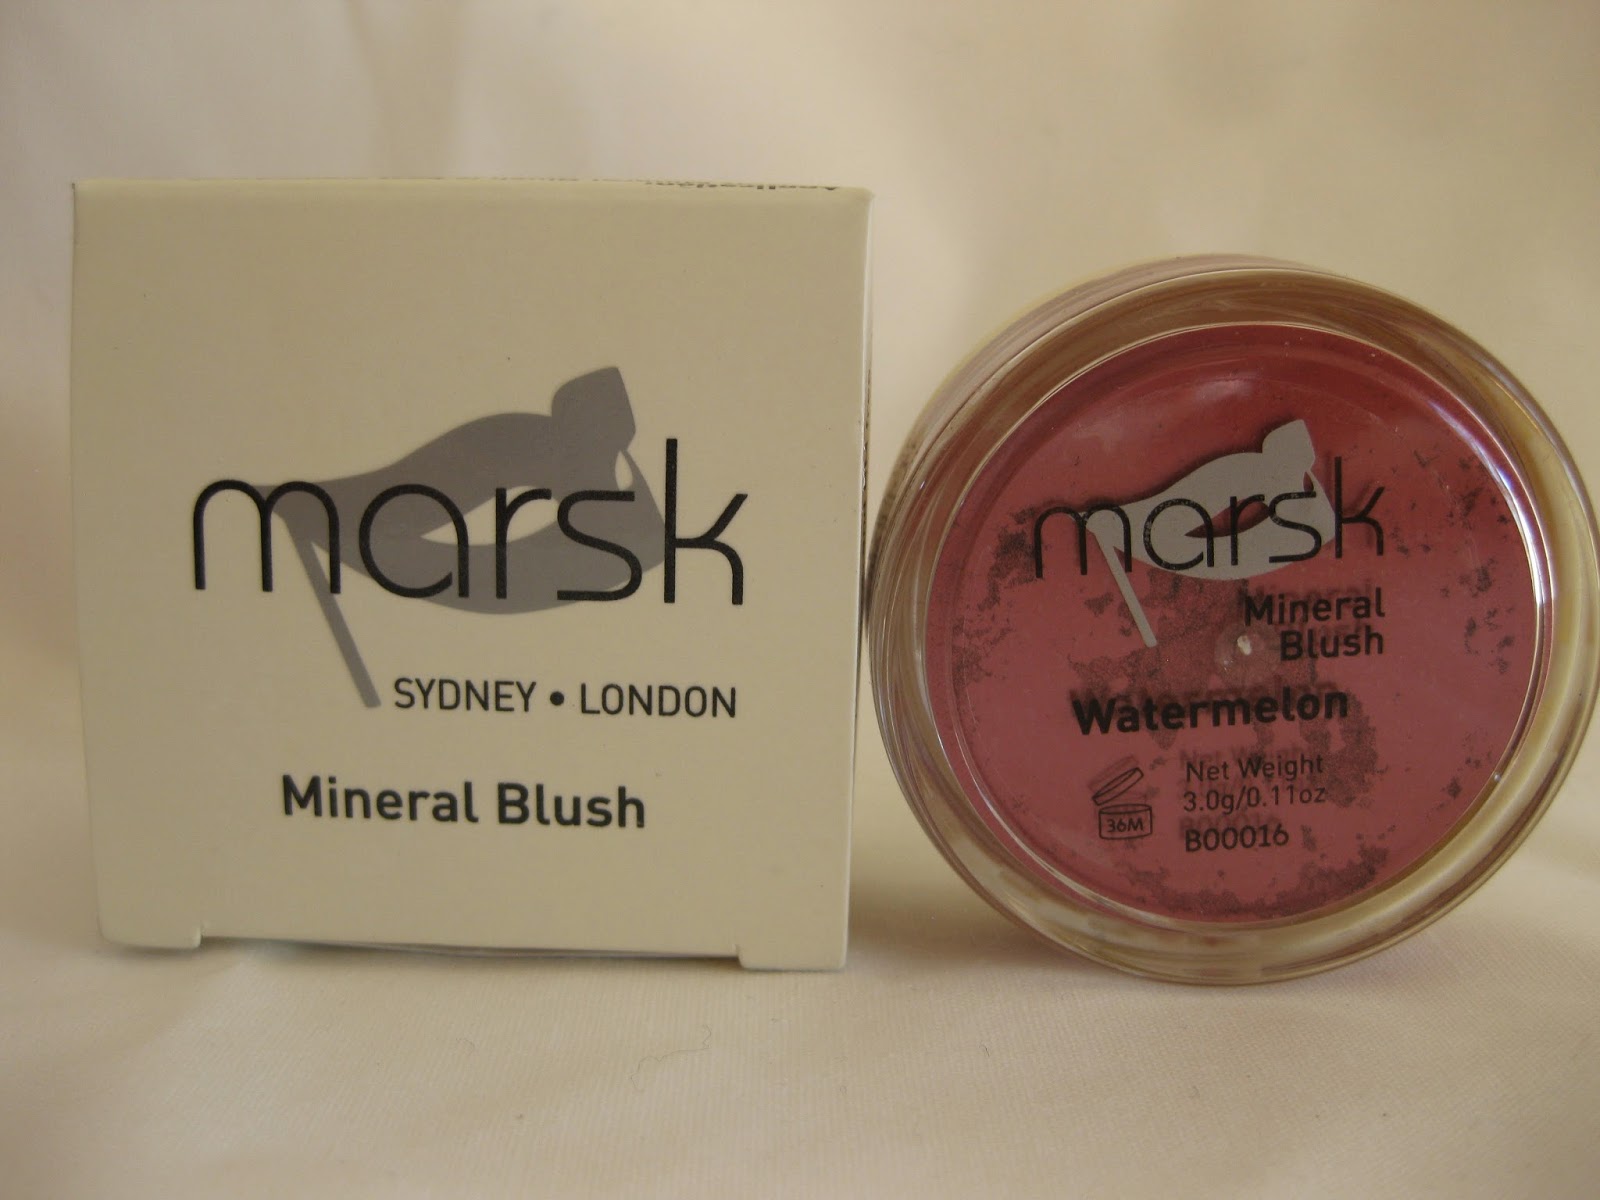 marsk
SYDNEY • LONDON
Mineral Blush
marsk
Mineral
Blush
Watermelon
Net Weight
3.0g/0.11oz
36M
B00016